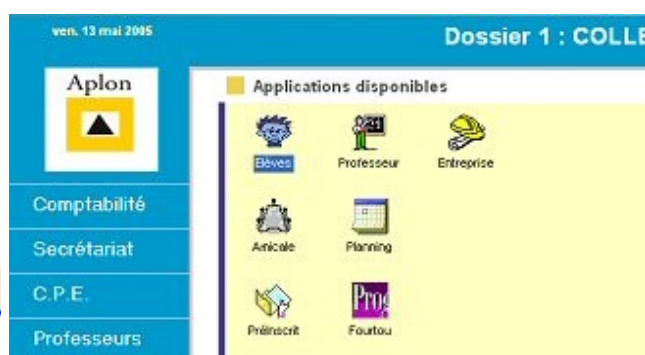 ven. 13 mai 2005
Dossier 1 : COLLE
Aplon
Applications disponibles
Elèves
Professeur
Entreprise
Comptabilité
Secrétariat
Amicale
Planning
C.P.E.
Prog
Professeurs
Préinscrit
Fourtou